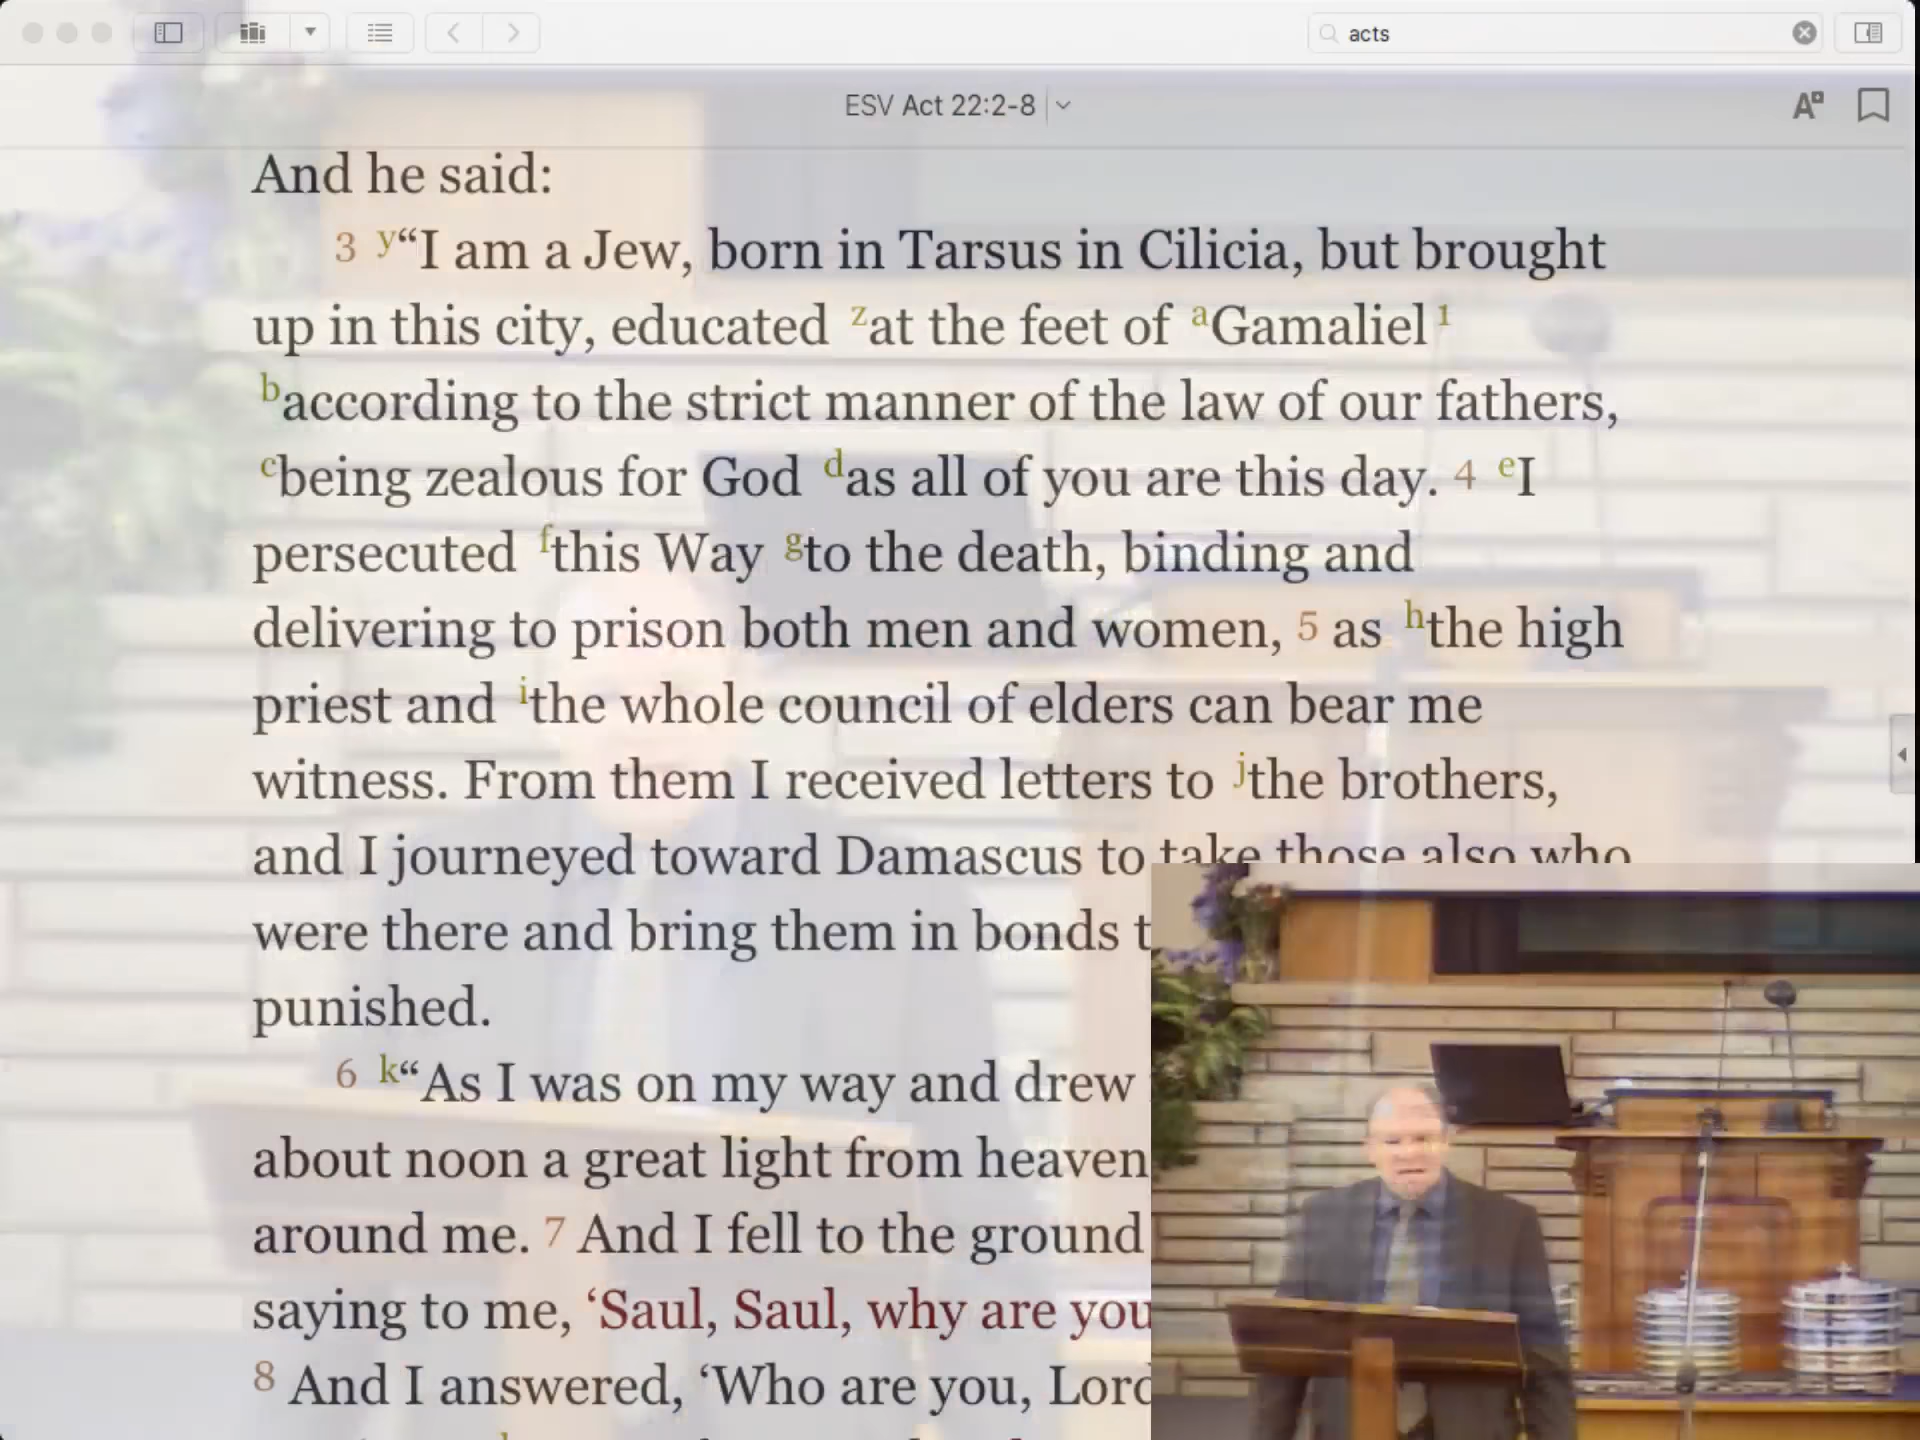 acts
ESV Act 22:2-8
And he said:
3 y“I am a Jew, born in Tarsus in Cilicia, but brought
up in this city, educated zat the feet of aGamaliel1
baccording to the strict manner of the law of our fathers,
cbeing zealous for God das all of you are this day. 4 eI
persecuted fthis Way gto the death, binding and
delivering to prison both men and women, 5 as hthe high
priest and ithe whole council of elders can bear me
witness. From them I received letters to jthe brothers,
and I journeyed toward Damascus to take those also who
were there and bring them in bonds
punished.
6 k“As I was on my way and drew
about noon a great light from heaven
around me. 7 And I fell to the ground
saying to me, ‘Saul, Saul, why are you
8 And I answered, ‘Who are you, Lord